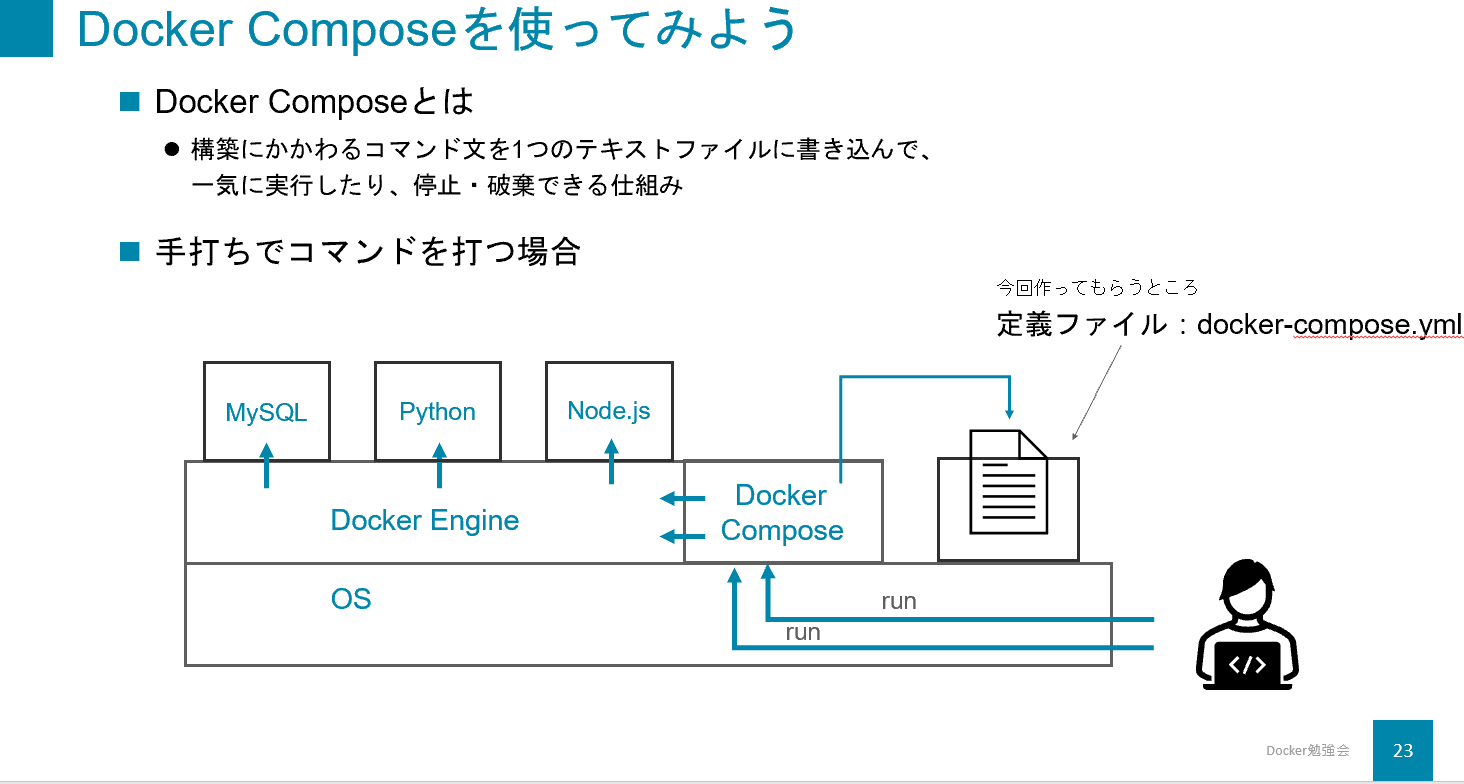 Docker Composeを使ってみよう
Docker Composeとは
構築にかかわるコマンド文を1つのテキストファイルに書き込んで、
一気に実行したり、停止・破棄できる仕組み
手打ちでコマンドを打つ場合
今回作ってもらうところ
定義ファイル：docker-compose.yml
MySQL
Python
Node.js
Docker Engine
Docker
Compose
OS
run
run
</>
Docker勉強会
23